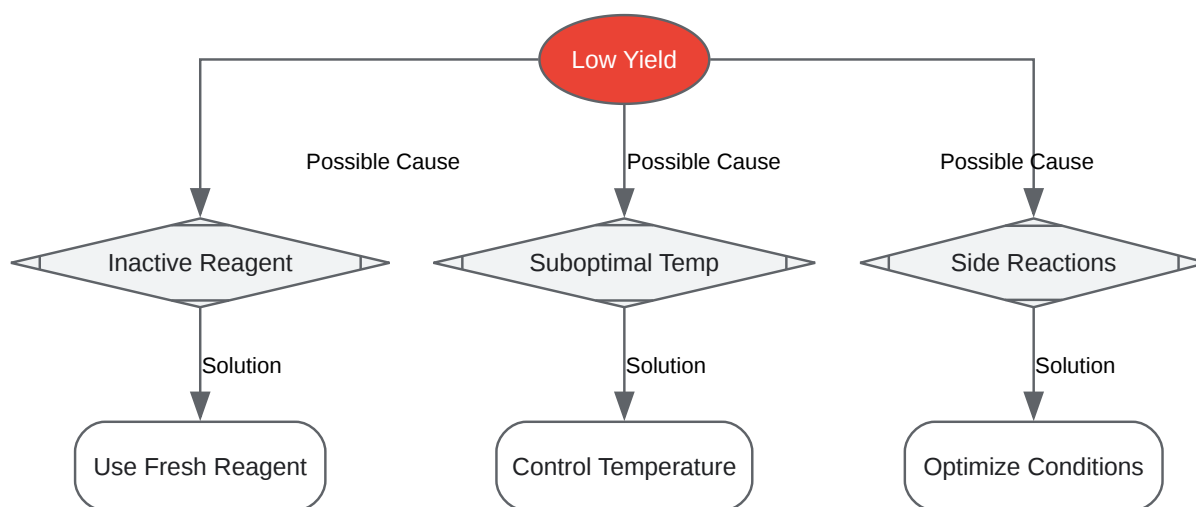 Low Yield
Possible Cause
Possible Cause
Possible Cause
Inactive Reagent
Suboptimal Temp
Side Reactions
Solution
Solution
Solution
Use Fresh Reagent
Control Temperature
Optimize Conditions